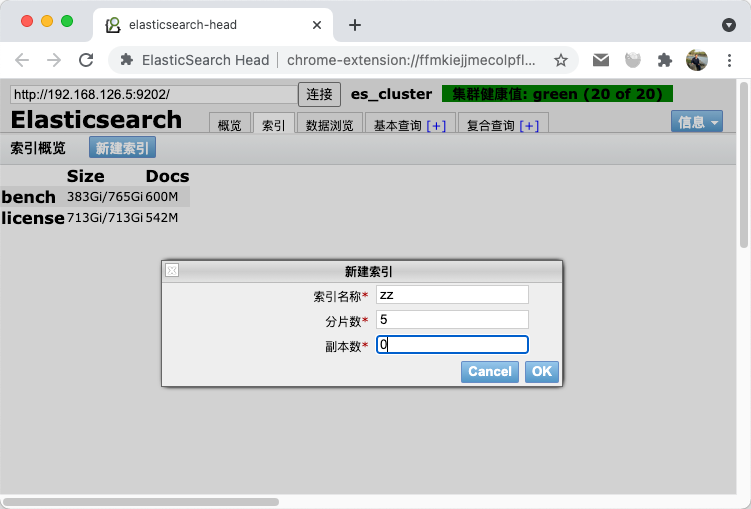 elasticsearch-head
ElasticSearch Head | chrome-extension://ffmkiejjmecolpfl...
http://192.168.126.5:9202/ 连接 es_cluster 集群健康值: green (20 of 20)
Elasticsearch 概览 索引 数据浏览 基本查询 [+] 复合查询 [+] 信息
索引概览 新建索引
Size Docs
bench 383Gi/765Gi 600M
license 713Gi/713Gi 542M
新建索引
索引名称* zz
分片数* 5
副本数* 0
Cancel OK